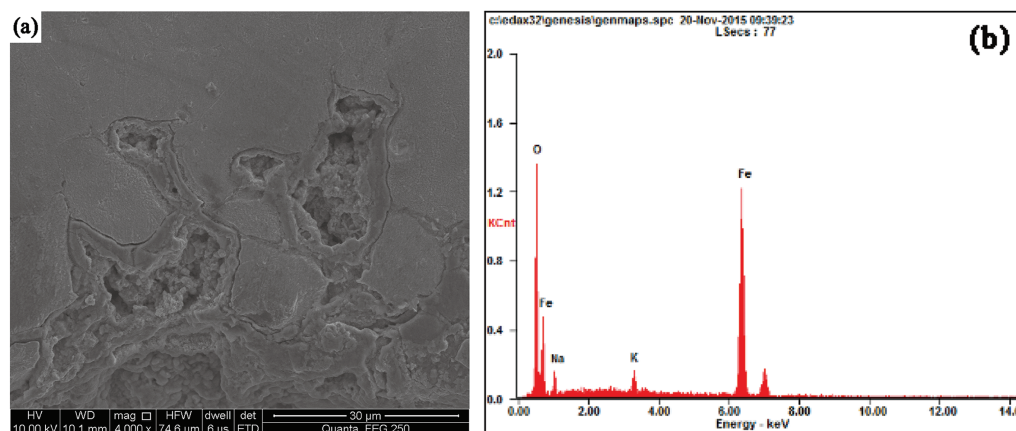 (a)
HV WD mag □ HFW dwell det
10.00 kV 10.1 mm 4,000 x 74.6 µm 6 µs ETD
30 µm
Quanta FEG 250
c:\edax32\genesis\genmaps.spc 20-Nov-2015 09:39:23
LSecs : 77
(b)
2.0
1.6
1.2
KCnt
0.8
0.4
0.0
O
Fe
Na
K
Fe
0.00 2.00 4.00 6.00 8.00 10.00 12.00 14.0
Energy - keV